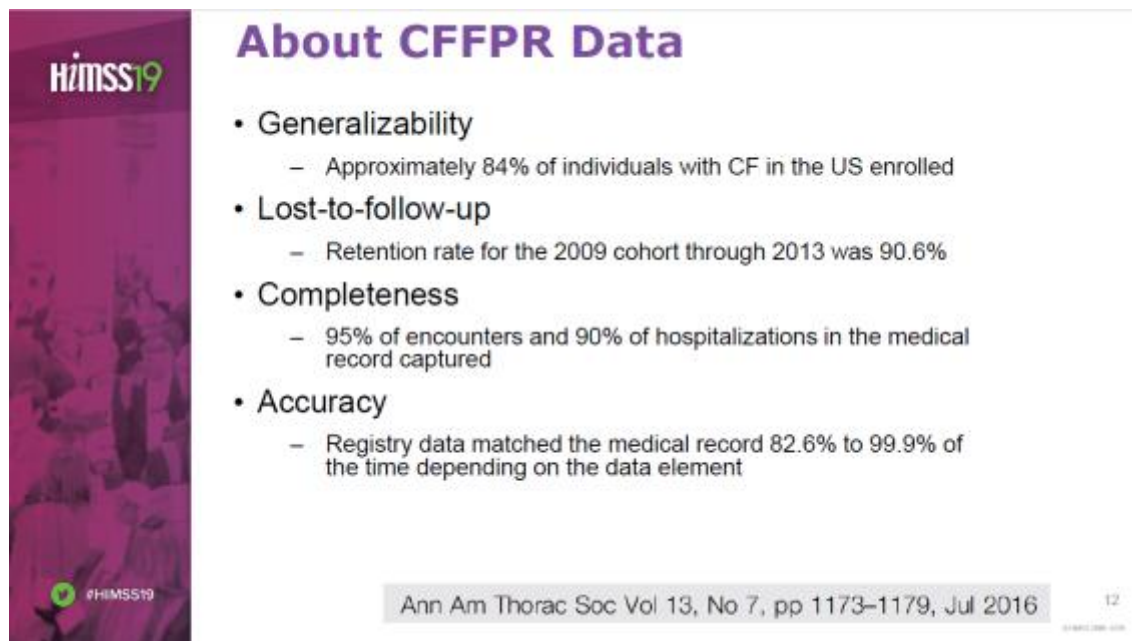 About CFFPR Data
HiMSS19
• Generalizability
– Approximately 84% of individuals with CF in the US enrolled
• Lost-to-follow-up
– Retention rate for the 2009 cohort through 2013 was 90.6%
• Completeness
– 95% of encounters and 90% of hospitalizations in the medical
record captured
• Accuracy
– Registry data matched the medical record 82.6% to 99.9% of
the time depending on the data element
#HIMSS19
Ann Am Thorac Soc Vol 13, No 7, pp 1173–1179, Jul 2016
12